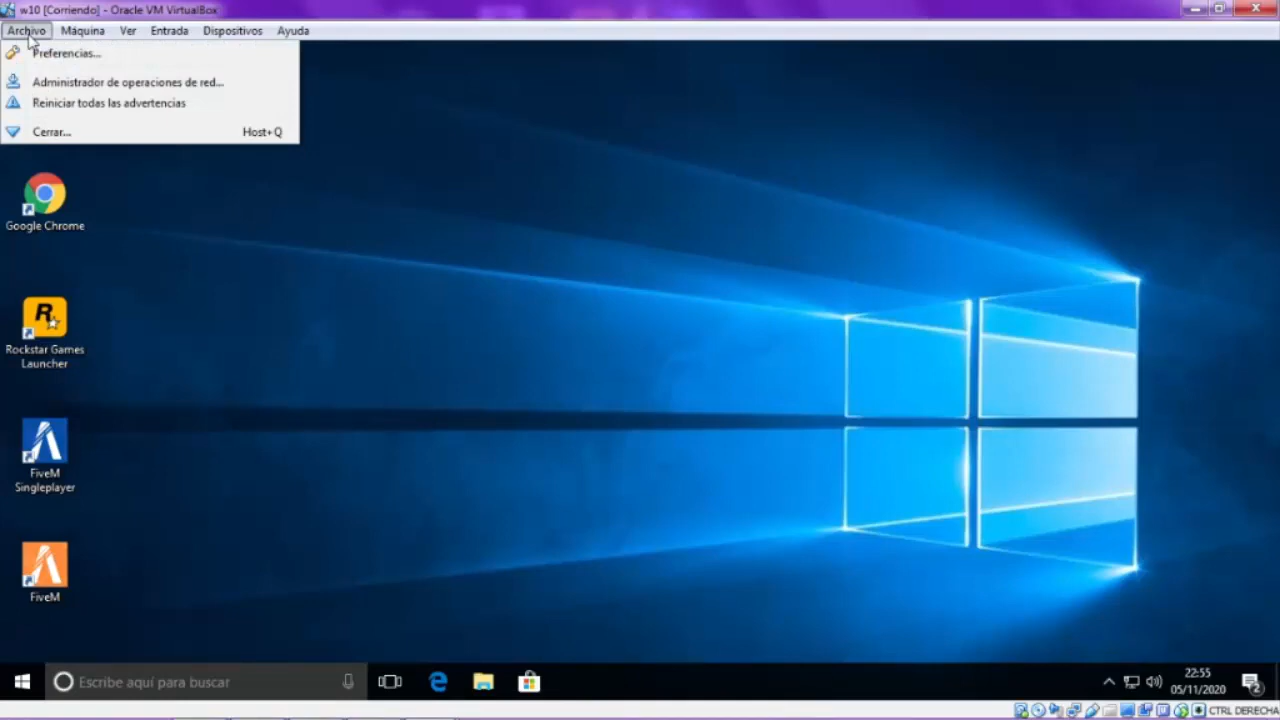 w10 [Corriendo] - Oracle VM VirtualBox
Archivo Máquina Ver Entrada Dispositivos Ayuda
Preferencias...
Administrador de operaciones de red...
Reiniciar todas las advertencias
Cerrar... Host+Q
Google Chrome
Rockstar Games
Launcher
FiveM
Singleplayer
FiveM
Escribe aquí para buscar
22:55
05/11/2020
2
CTRL DERECHA